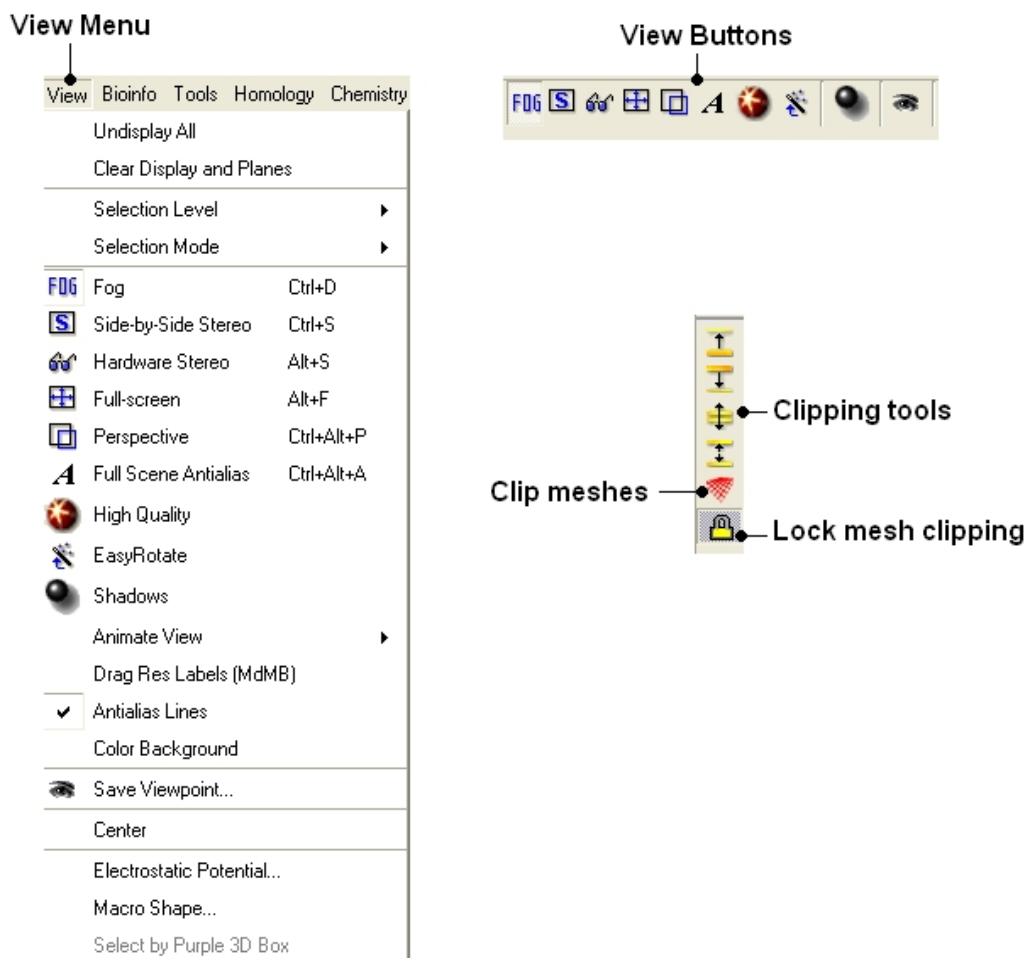 View Menu
View Bioinfo Tools Homology Chemistry
Undisplay All
Clear Display and Planes
Selection Level
Selection Mode
FOG Fog Ctrl+D
S Side-by-Side Stereo Ctrl+S
Hardware Stereo Alt+S
Full-screen Alt+F
Perspective Ctrl+Alt+P
A Full Scene Antialias Ctrl+Alt+A
High Quality
EasyRotate
Shadows
Animate View
Drag Res Labels (MdMB)
Antialias Lines
Color Background
Save Viewpoint...
Center
Electrostatic Potential...
Macro Shape...
Select by Purple 3D Box
View Buttons
FOG S A
Clipping tools
Clip meshes
Lock mesh clipping